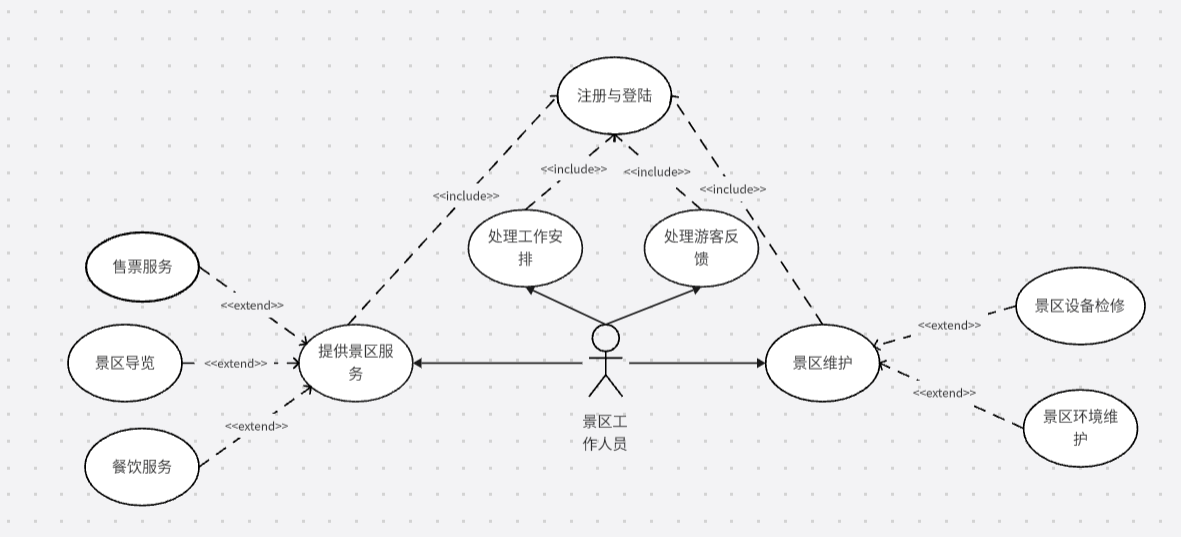 注册与登陆
<<include>>
<<include>>
<<include>>
<<include>>
处理工作安
排
处理游客反
馈
售票服务
<<extend>>
景区导览
<<extend>>
提供景区服
务
餐饮服务
<<extend>>
景区工
作人员
景区维护
景区设备检修
<<extend>>
<<extend>>
景区环境维
护